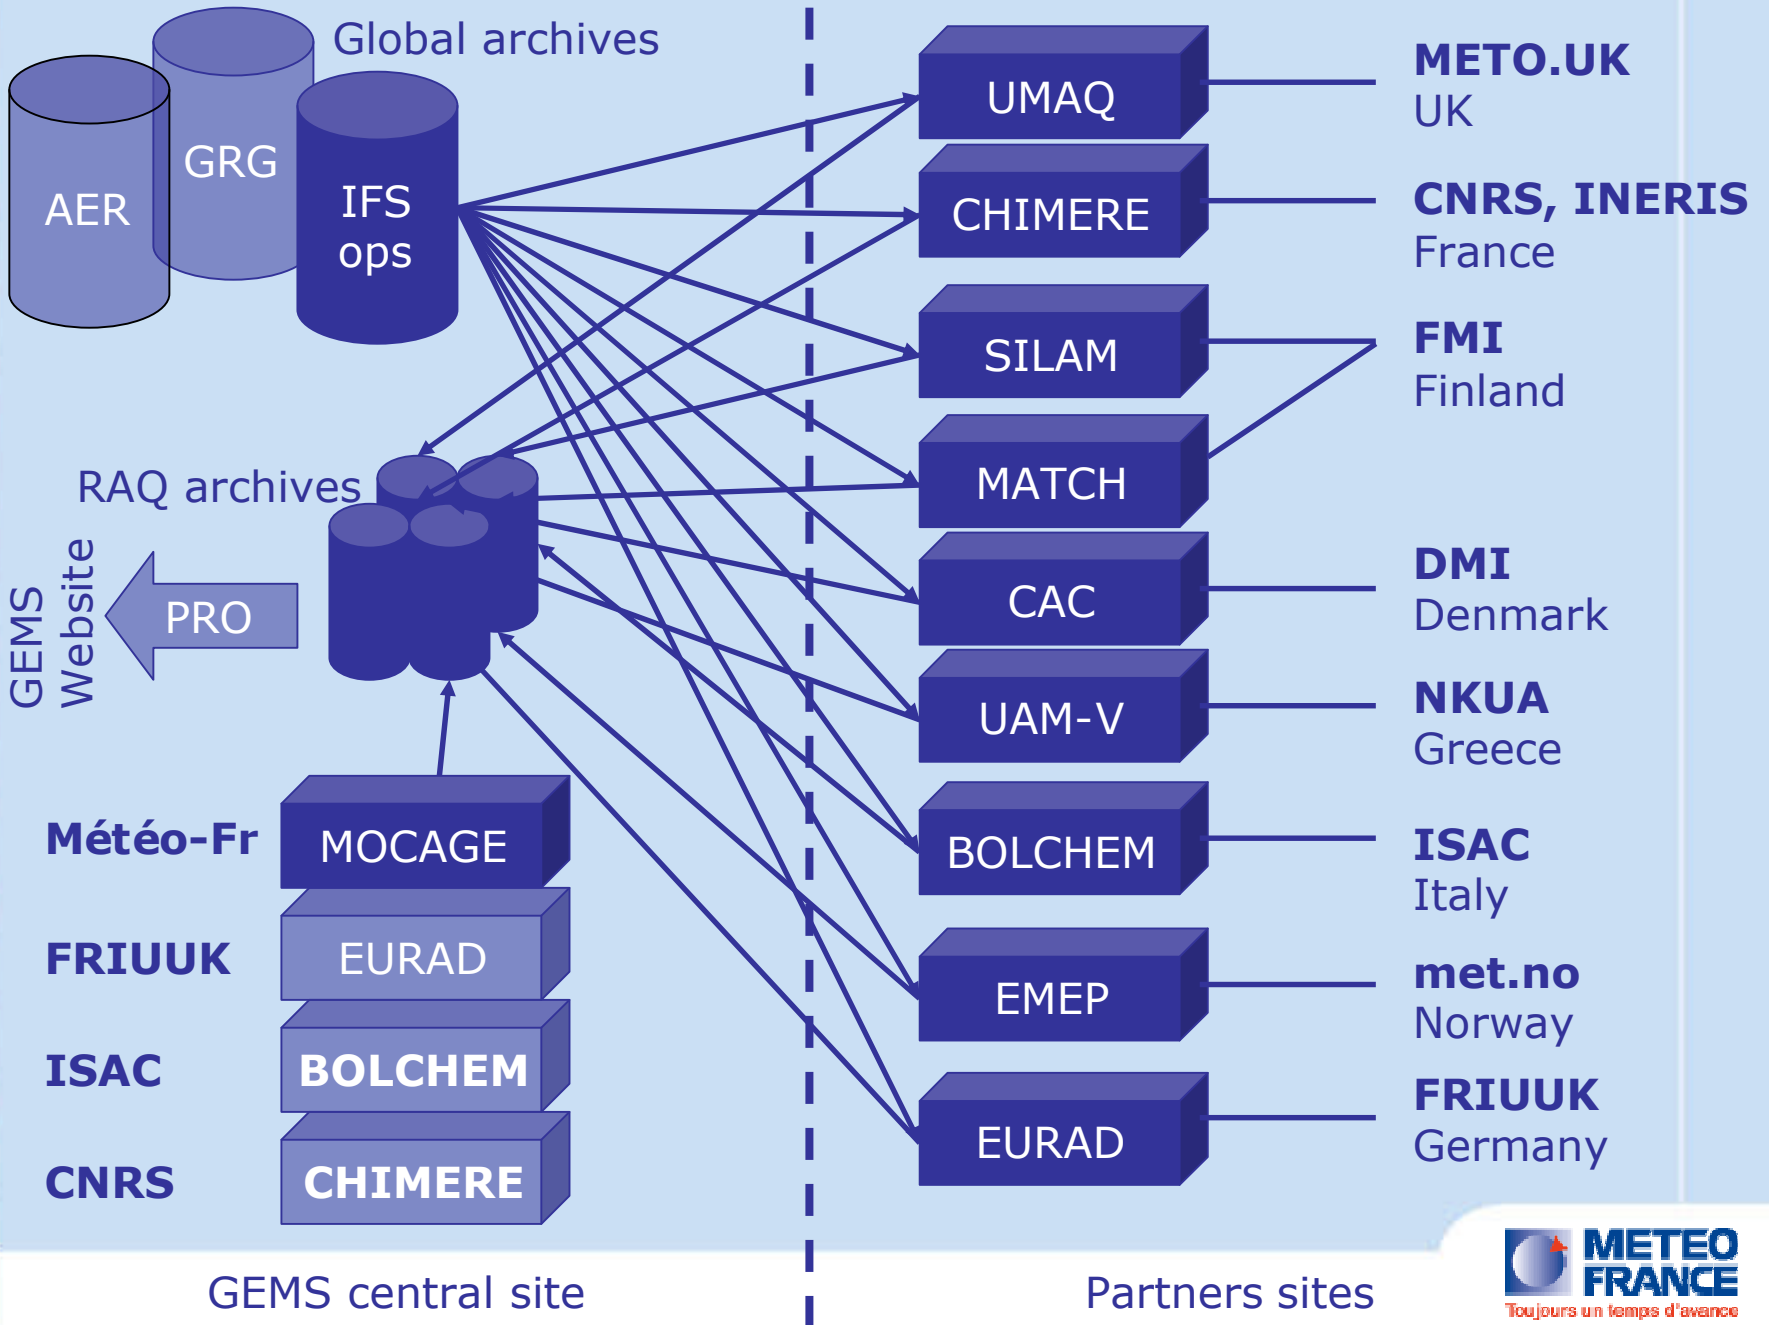 Global archives
AER
GRG
IFS
ops
RAQ archives
GEMS
Website
PRO
Météo-Fr
MOCAGE
FRIUUK
EURAD
ISAC
BOLCHEM
CNRS
CHIMERE
GEMS central site
UMAQ
METO.UK
UK
CHIMERE
CNRS, INERIS
France
SILAM
FMI
Finland
MATCH
CAC
DMI
Denmark
UAM-V
NKUA
Greece
BOLCHEM
ISAC
Italy
EMEP
met.no
Norway
EURAD
FRIUUK
Germany
Partners sites
METEO
FRANCE
Toujours un temps d'avance